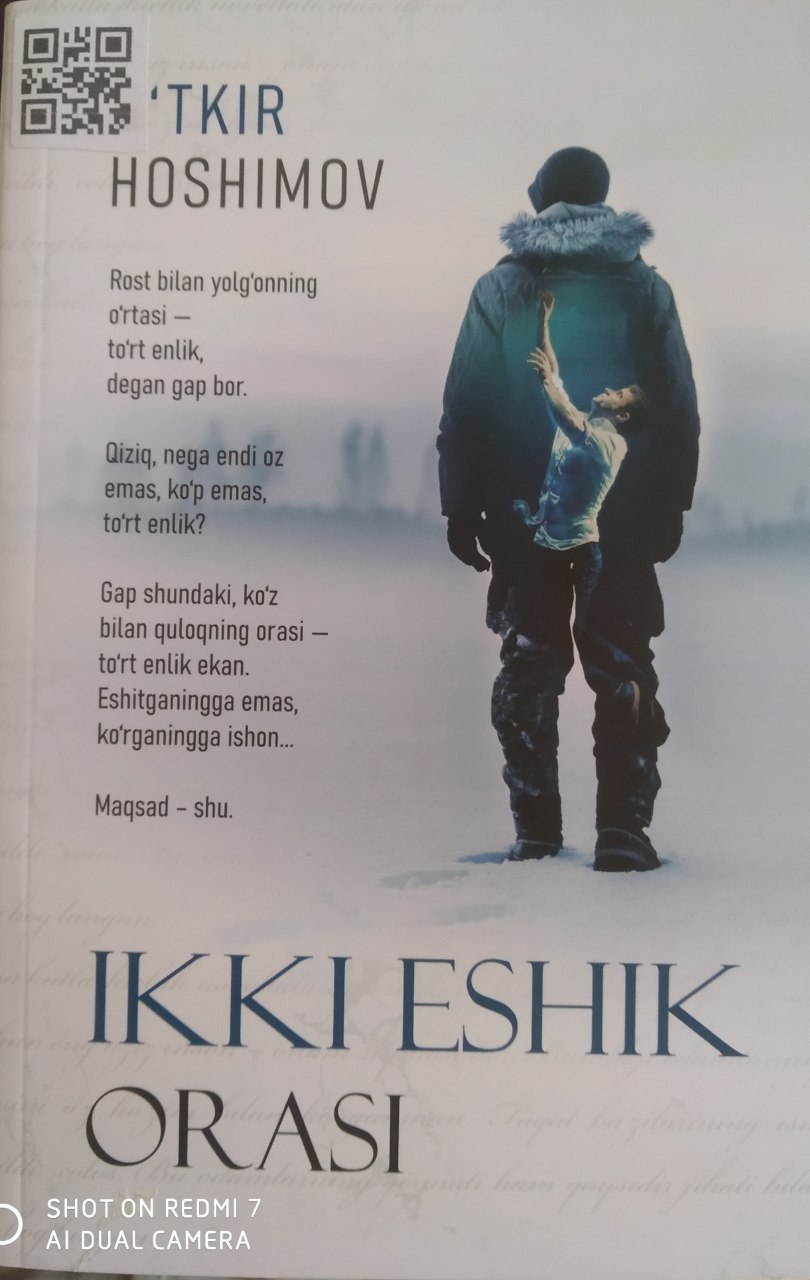 ‘TKIR
HOSHIMOV
Rost bilan yolg‘onning
o‘rtasi —
to‘rt enlik,
degan gap bor.
Qiziq, nega endi oz
emas, ko‘p emas,
to‘rt enlik?
Gap shundaki, ko‘z
bilan quloqning orasi —
to‘rt enlik ekan.
Eshitganingga emas,
ko‘rganingga ishon...
Maqsad – shu.
IKKI ESHIK
ORASI
SHOT ON REDMI 7
AI DUAL CAMERA